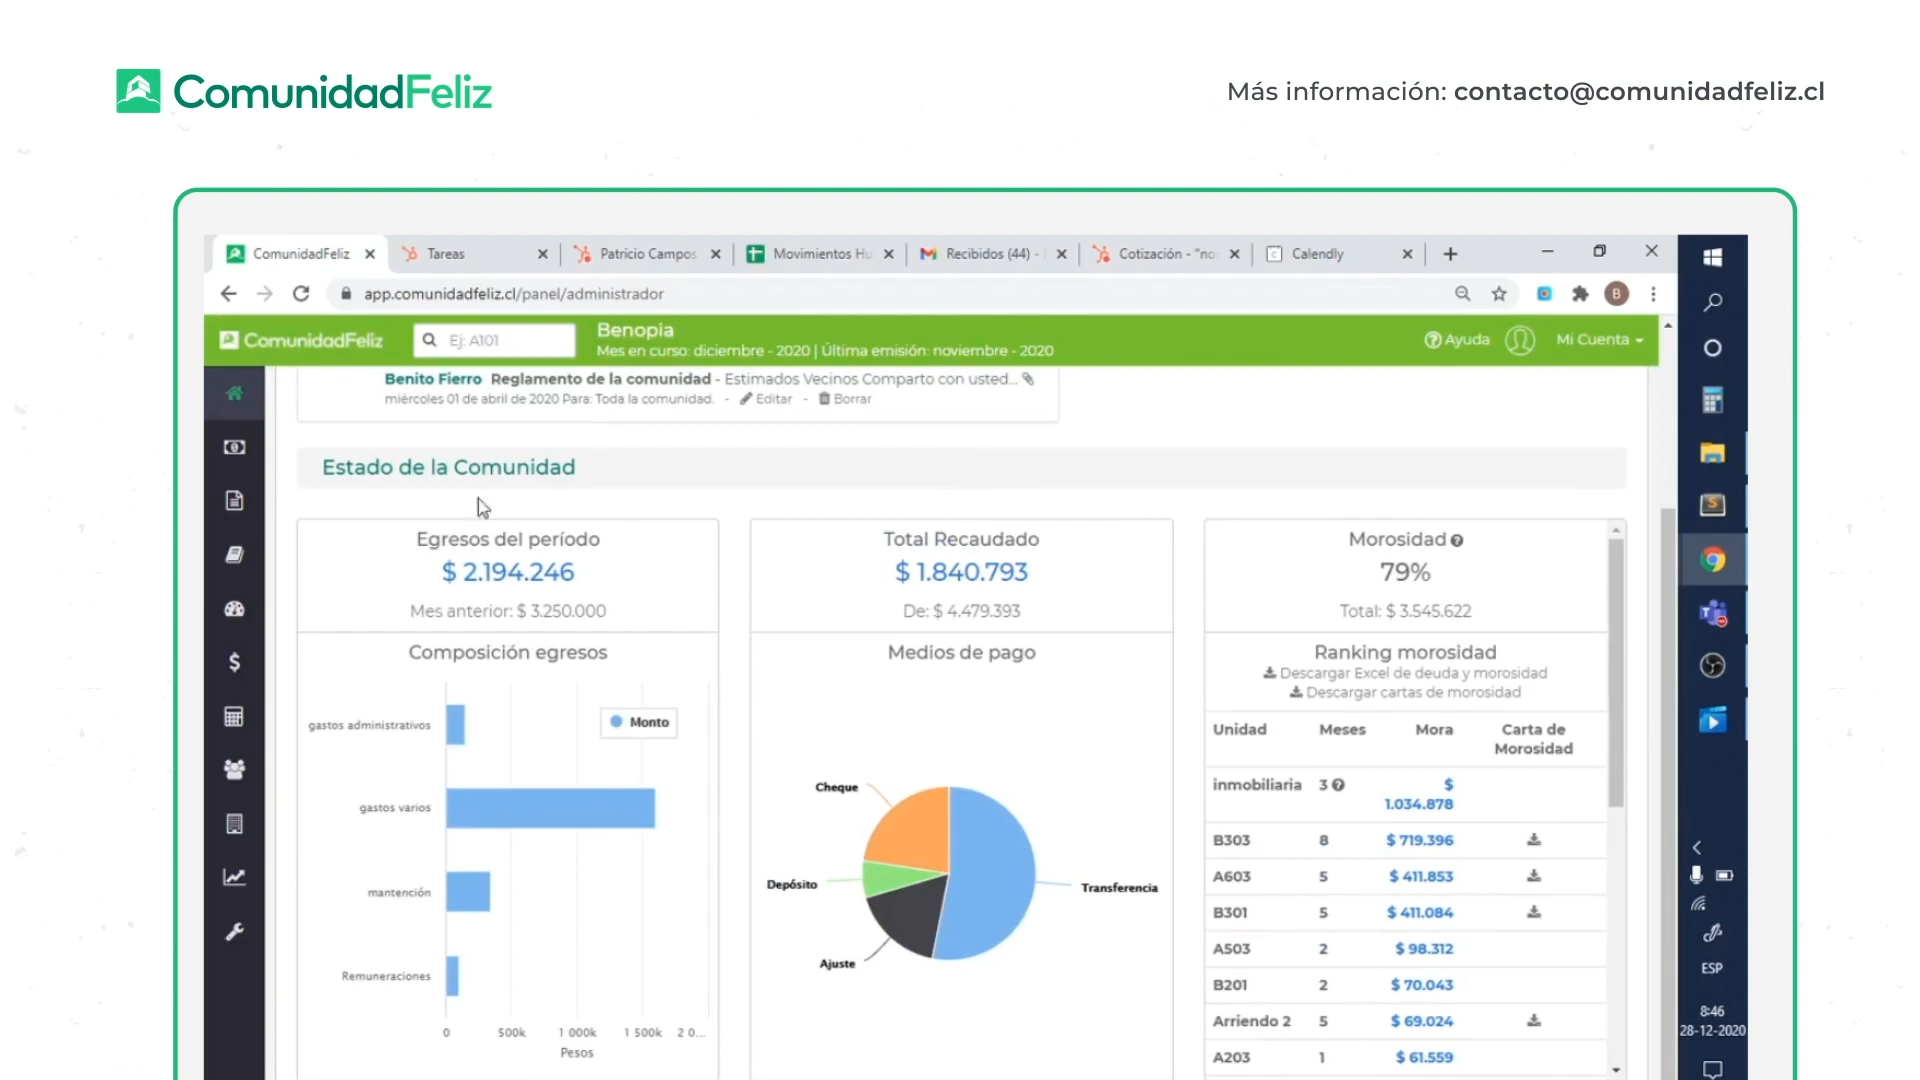 ComunidadFeliz
Más información: contacto@comunidadfeliz.cl
ComunidadFeliz
Tareas
Patricio Campos
Movimientos Hu
Recibidos (44) -
Cotización - "no
Calendly
app.comunidadfeliz.cl/panel/administrador
B
ComunidadFeliz
Ej: A101
Benopia
Mes en curso: diciembre - 2020 | Última emisión: noviembre - 2020
Ayuda
Mi Cuenta
Benito Fierro Reglamento de la comunidad - Estimados Vecinos Comparto con usted...
miércoles 01 de abril de 2020 Para: Toda la comunidad. - Editar - Borrar
Estado de la Comunidad
Egresos del período
$ 2.194.246
Mes anterior: $ 3.250.000
Composición egresos
Monto
gastos administrativos
gastos varios
mantención
Remuneraciones
0 500k 1 000k 1 500k 2 0...
Pesos
Total Recaudado
$ 1.840.793
De: $ 4.479.393
Medios de pago
Cheque
Depósito
Transferencia
Ajuste
Morosidad
79%
Total: $ 3.545.622
Ranking morosidad
Descargar Excel de deuda y morosidad
Descargar cartas de morosidad
Unidad Meses Mora Carta de Morosidad
inmobiliaria 3 $ 1.034.878
B303 8 $ 719.396
A603 5 $ 411.853
B301 5 $ 411.084
A503 2 $ 98.312
B201 2 $ 70.043
Arriendo 2 5 $ 69.024
A203 1 $ 61.559
ESP
8:46
28-12-2020